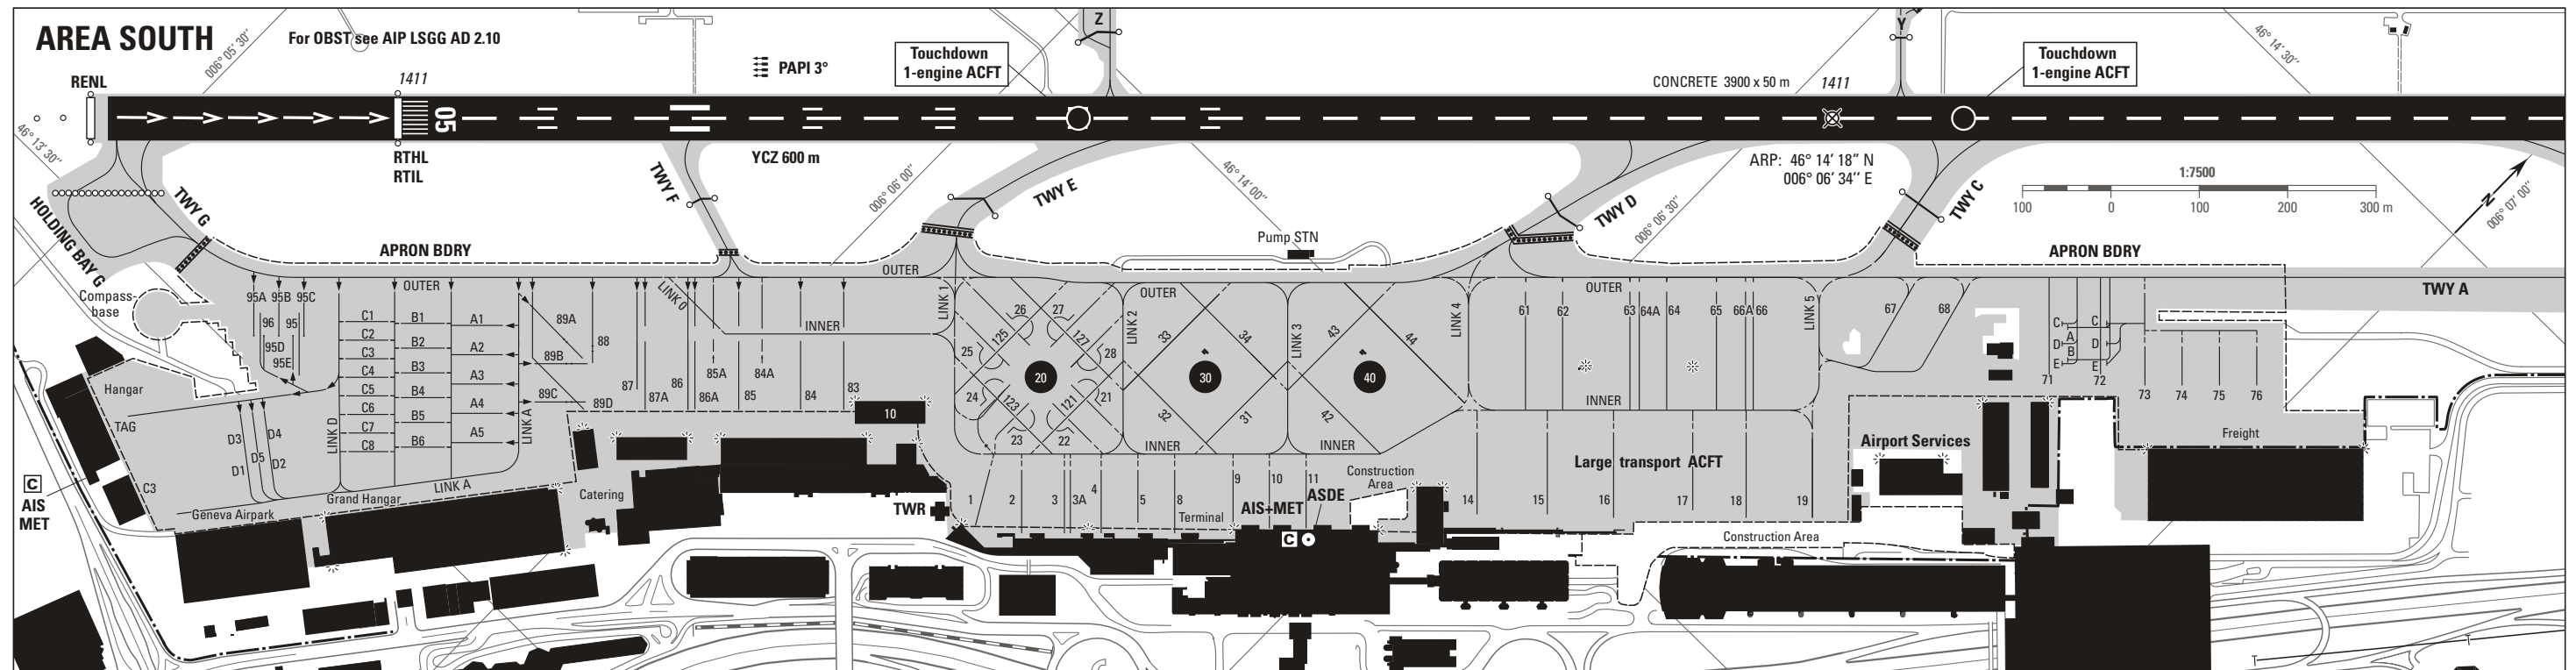 AREA SOUTH
For OBST see AIP LSGG AD 2.10
006° 05' 30''
RENL
1411
PAPI 3°
Touchdown
1-engine ACFT
Z
CONCRETE 3900 x 50 m
1411
Y
Touchdown
1-engine ACFT
46° 14' 30''
05
46° 13' 30''
RTHL
RTIL
YCZ 600 m
ARP: 46° 14' 18" N
006° 06' 34'' E
1:7500
100 0 100 200 300 m
N
006° 07' 00''
HOLDING BAY G
TWY G
TWY F
006° 06' 00''
TWY E
46° 14' 00''
TWY D
006° 06' 30''
TWY C
APRON BDRY
Pump STN
APRON BDRY
OUTER
OUTER
OUTER
OUTER
TWY A
Compass-
base
95A 95B 95C
96 95
95D
95E
C1
C2
C3
C4
C5
C6
C7
C8
B1
B2
B3
B4
B5
B6
A1
A2
A3
A4
A5
LINK D
LINK A
LINK A
89A
89B
89C
89D
88
87
87A
86
86A
85A
85
84A
84
83
LINK 0
INNER
LINK 1
26
27
125
127
25
28
20
24
21
123
121
23
22
LINK 2
33
34
30
32
31
INNER
LINK 3
43
44
40
42
INNER
LINK 4
61
62
63
64A
64
65
66A
66
INNER
LINK 5
67
68
C
D
E
A
B
C
D
E
71
72
73
74
75
76
Hangar
TAG
C3
D3
D1
D5
D4
D2
Geneva Airpark
Grand Hangar
Catering
10
TWR
1
2
3
3A
4
5
8
9
10
11
Terminal
AIS+MET
ASDE
C
Construction
Area
14
15
16
17
18
19
Large transport ACFT
Airport Services
Freight
Construction Area
C
AIS
MET